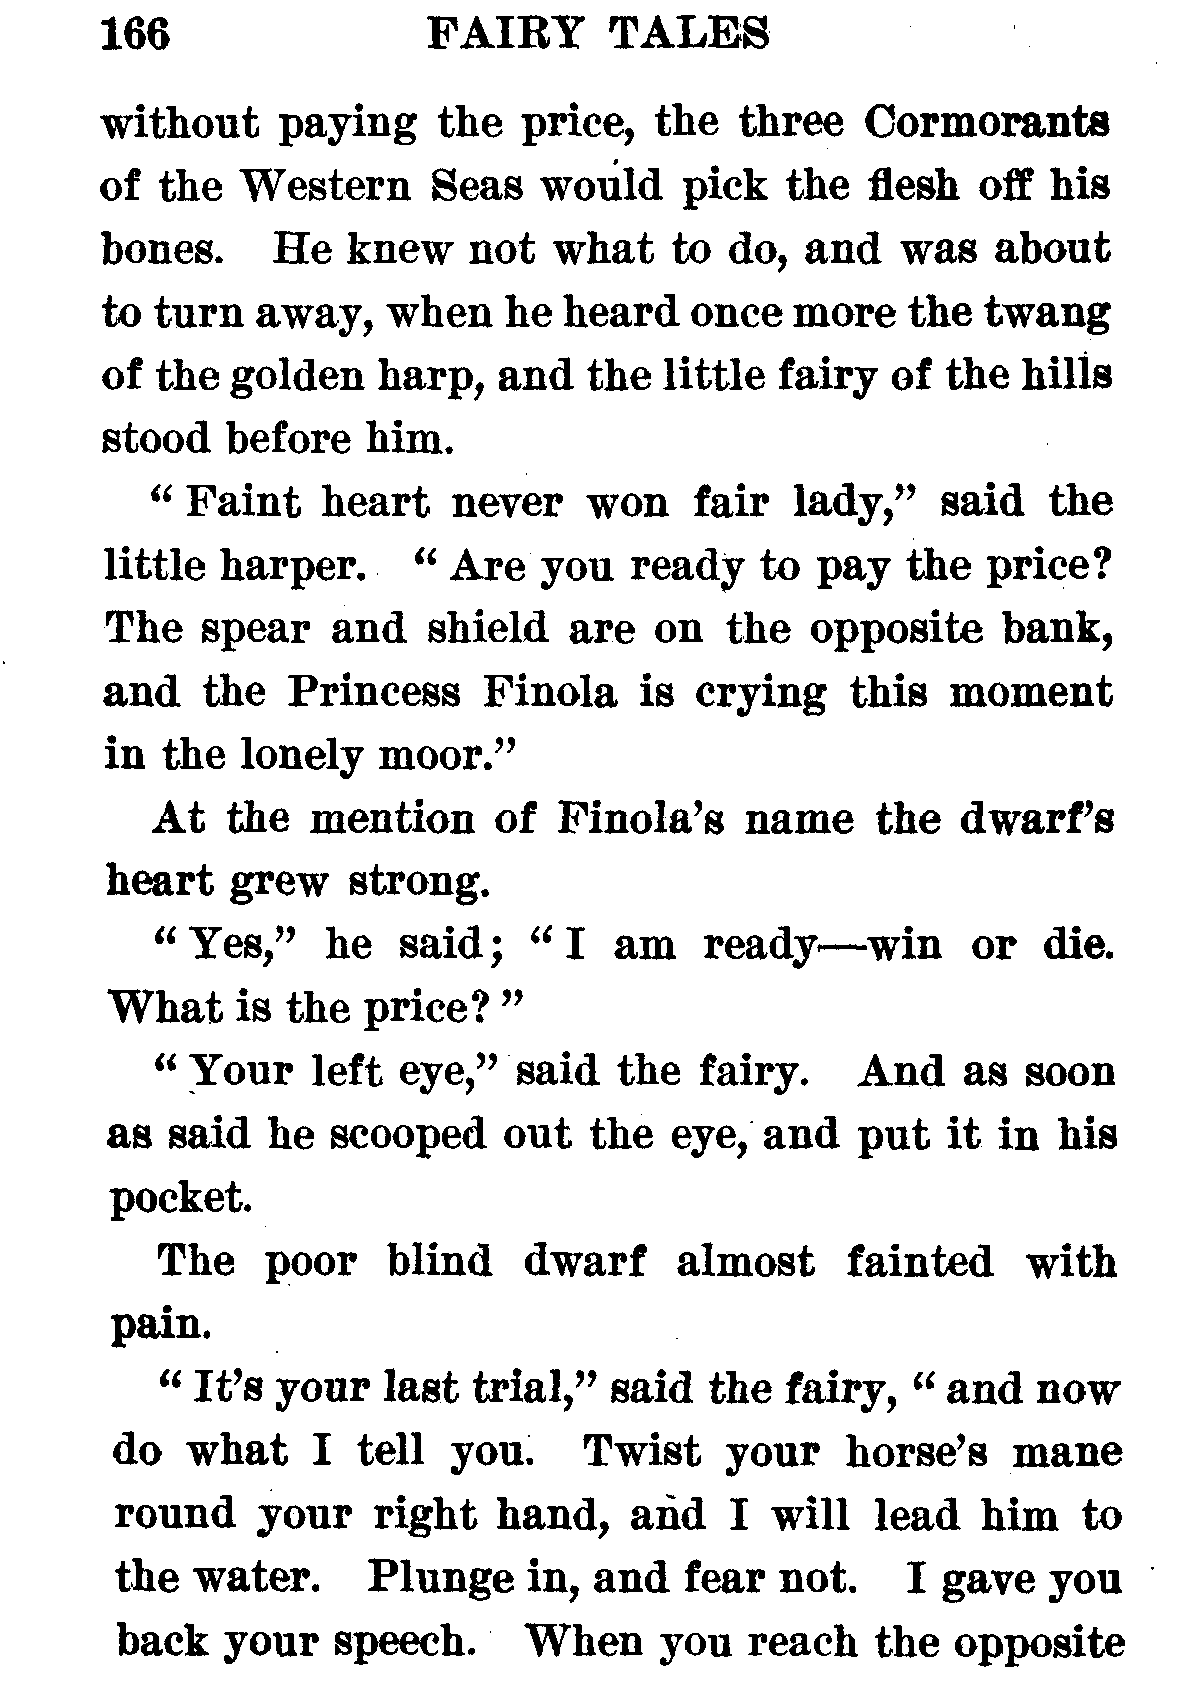 166 FAIRY TALES
without paying the price, the three Cormorants
of the Western Seas would pick the flesh off his
bones. He knew not what to do, and was about
to turn away, when he heard once more the twang
of the golden harp, and the little fairy of the hills
stood before him.
“ Faint heart never won fair lady,” said the
little harper. “ Are you ready to pay the price?
The spear and shield are on the opposite bank,
and the Princess Finola is crying this moment
in the lonely moor.”
At the mention of Finola’s name the dwarf’s
heart grew strong.
“ Yes,” he said; “ I am ready—win or die.
What is the price? ”
“ Your left eye,” said the fairy. And as soon
as said he scooped out the eye, and put it in his
pocket.
The poor blind dwarf almost fainted with
pain.
“ It’s your last trial,” said the fairy, “ and now
do what I tell you. Twist your horse’s mane
round your right hand, and I will lead him to
the water. Plunge in, and fear not. I gave you
back your speech. When you reach the opposite